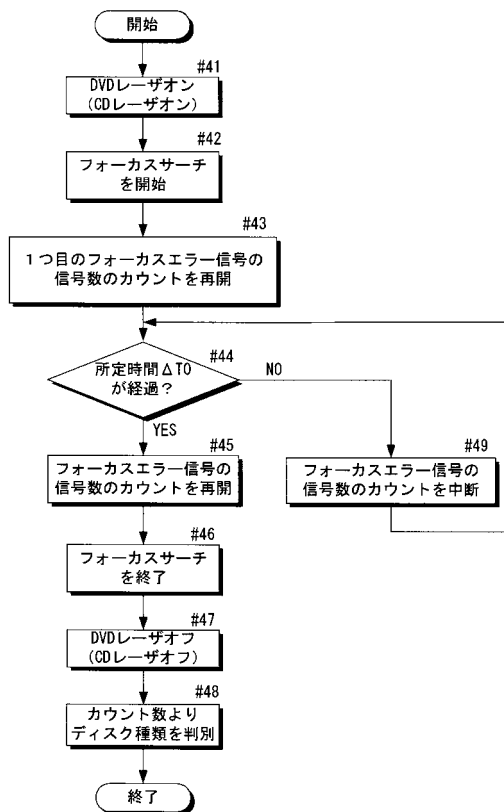 開始
#41
DVDレーザオン
(CDレーザオン)
#42
フォーカスサーチ
を開始
#43
1つ目のフォーカスエラー信号の
信号数のカウントを再開
#44
所定時間ΔT0
が経過?
NO
YES
#45
フォーカスエラー信号の
信号数のカウントを再開
#49
フォーカスエラー信号の
信号数のカウントを中断
#46
フォーカスサーチ
を終了
#47
DVDレーザオフ
(CDレーザオフ)
#48
カウント数より
ディスク種類を判別
終了